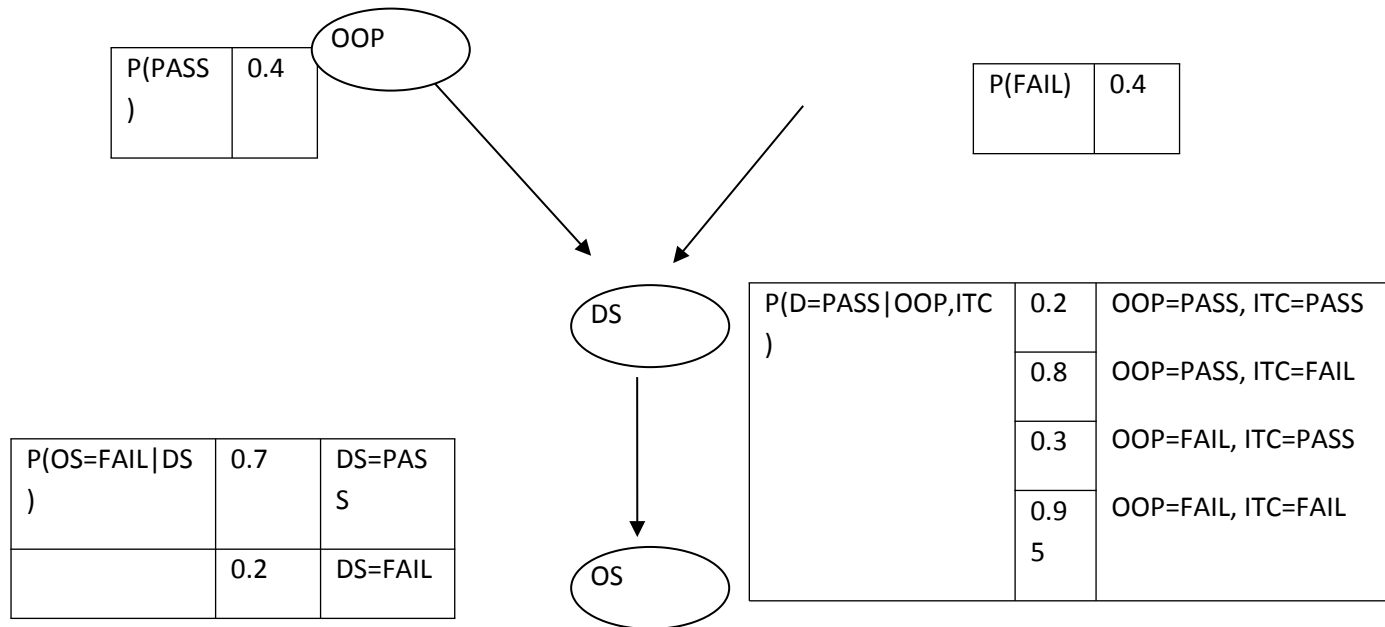 OOP
P(PASS 0.4
)
P(FAIL) 0.4
DS
P(D=PASS|OOP,ITC 0.2 OOP=PASS, ITC=PASS
)
0.8 OOP=PASS, ITC=FAIL
0.3 OOP=FAIL, ITC=PASS
0.9 OOP=FAIL, ITC=FAIL
5
P(OS=FAIL|DS 0.7 DS=PAS
) S
0.2 DS=FAIL
OS